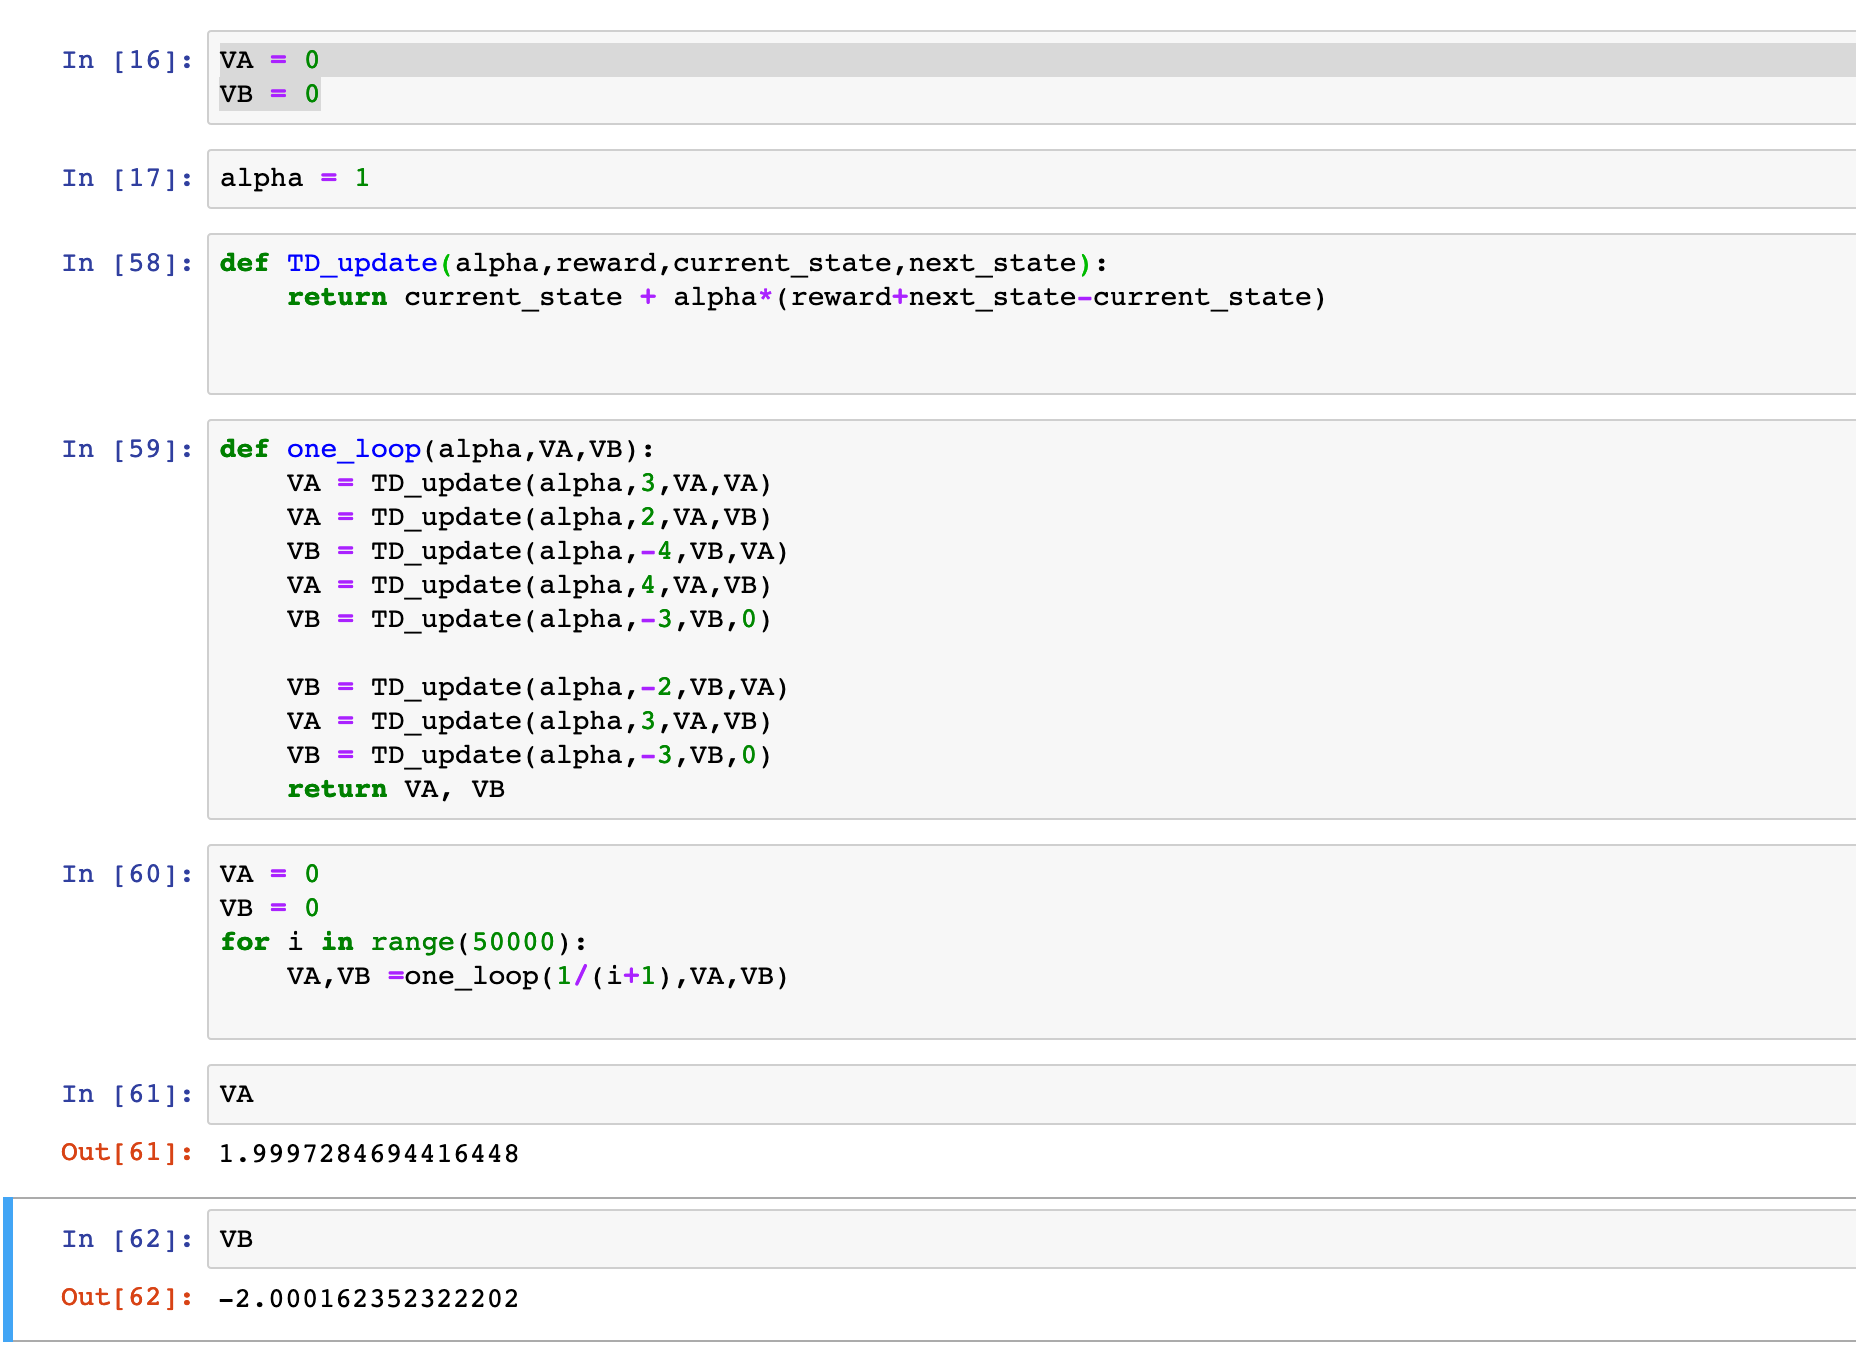 In [16]: VA = 0
VB = 0
In [17]: alpha = 1
In [58]: def TD_update(alpha,reward,current_state,next_state):
    return current_state + alpha*(reward+next_state-current_state)
In [59]: def one_loop(alpha,VA,VB):
    VA = TD_update(alpha,3,VA,VA)
    VA = TD_update(alpha,2,VA,VB)
    VB = TD_update(alpha,-4,VB,VA)
    VA = TD_update(alpha,4,VA,VB)
    VB = TD_update(alpha,-3,VB,0)
    VB = TD_update(alpha,-2,VB,VA)
    VA = TD_update(alpha,3,VA,VB)
    VB = TD_update(alpha,-3,VB,0)
    return VA, VB
In [60]: VA = 0
VB = 0
for i in range(50000):
    VA,VB =one_loop(1/(i+1),VA,VB)
In [61]: VA
Out[61]: 1.9997284694416448
In [62]: VB
Out[62]: -2.000162352322202